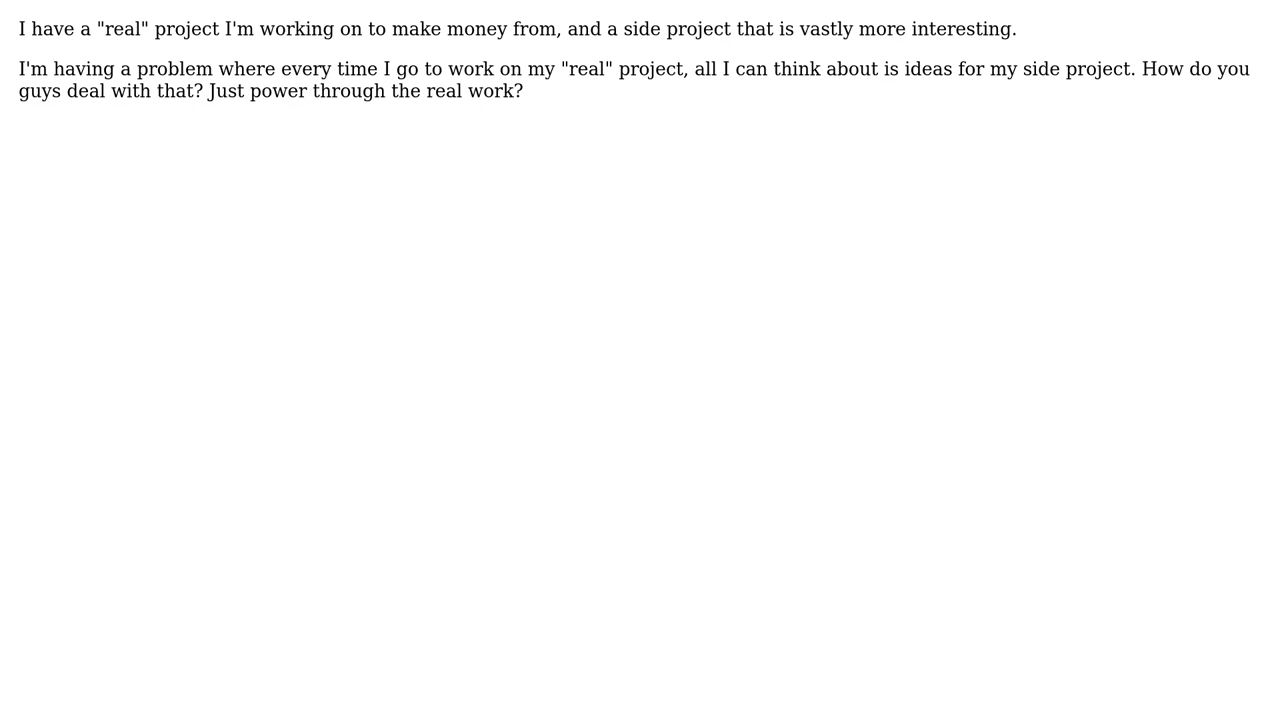 I have a "real" project I'm working on to make money from, and a side project that is vastly more interesting.
I'm having a problem where every time I go to work on my "real" project, all I can think about is ideas for my side project. How do you
guys deal with that? Just power through the real work?